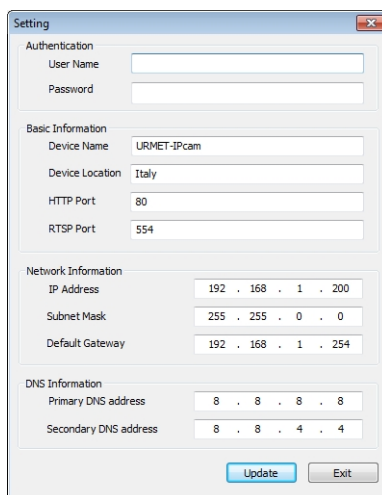 Setting
Authentication
User Name
Password
Basic Information
Device Name URMET-IPcam
Device Location Italy
HTTP Port 80
RTSP Port 554
Network Information
IP Address 192 . 168 . 1 . 200
Subnet Mask 255 . 255 . 0 . 0
Default Gateway 192 . 168 . 1 . 254
DNS Information
Primary DNS address 8 . 8 . 8 . 8
Secondary DNS address 8 . 8 . 4 . 4
Update Exit